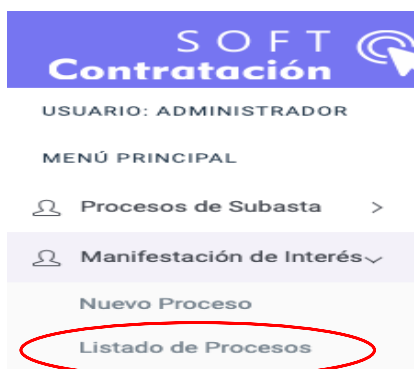 SOFT
Contratación
USUARIO: ADMINISTRADOR
MENÚ PRINCIPAL
Procesos de Subasta >
Manifestación de Interés
Nuevo Proceso
Listado de Procesos